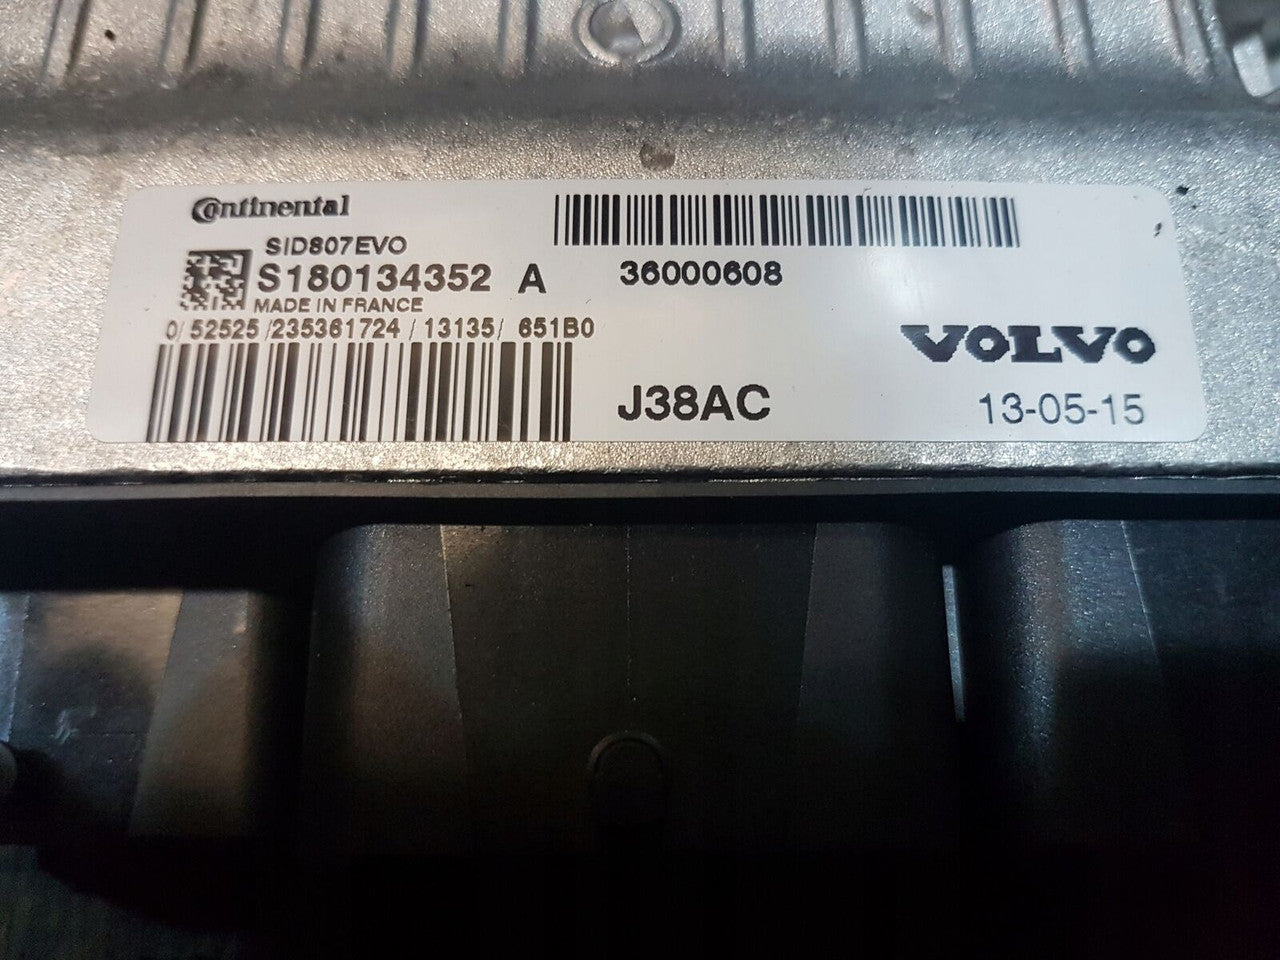 Continental
SID807EVO
S180134352 A
MADE IN FRANCE
0/ 52525 /235361724 / 13135/ 651B0
36000608
VOLVO
J38AC
13-05-15